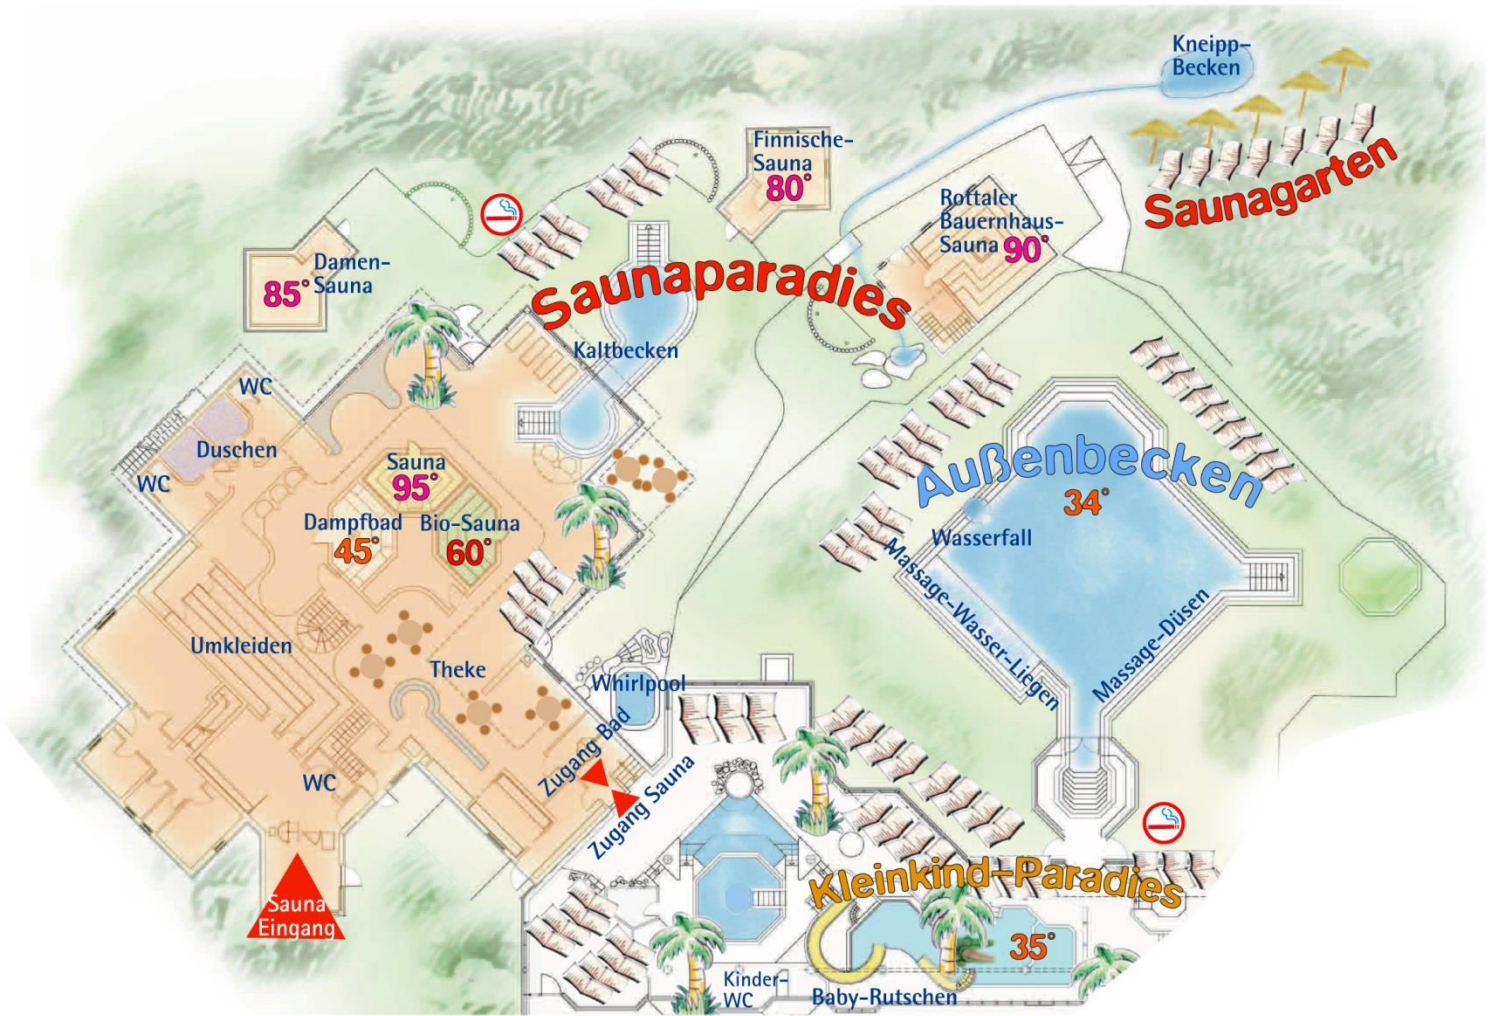 Kneipp-
Becken
Saunagarten
Finnische-
Sauna
80°
Rottaler
Bauernhaus-
Sauna 90°
Damen-
Sauna
85°
Saunaparadies
Kaltbecken
WC
Duschen
WC
Sauna
95°
Dampfbad
45°
Bio-Sauna
60°
Außenbecken
34°
Wasserfall
Massage-Wasser-Liegen
Massage-Düsen
Umkleiden
Theke
Whirlpool
Zugang Bad
Zugang Sauna
WC
Sauna
Eingang
Kleinkind-Paradies
35°
Kinder-
WC
Baby-Rutschen